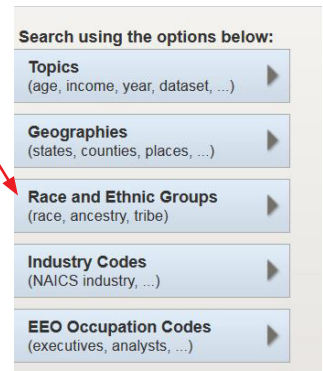 Search using the options below:
Topics
(age, income, year, dataset, ...)
Geographies
(states, counties, places, ...)
Race and Ethnic Groups
(race, ancestry, tribe)
Industry Codes
(NAICS industry, ...)
EEO Occupation Codes
(executives, analysts, ...)